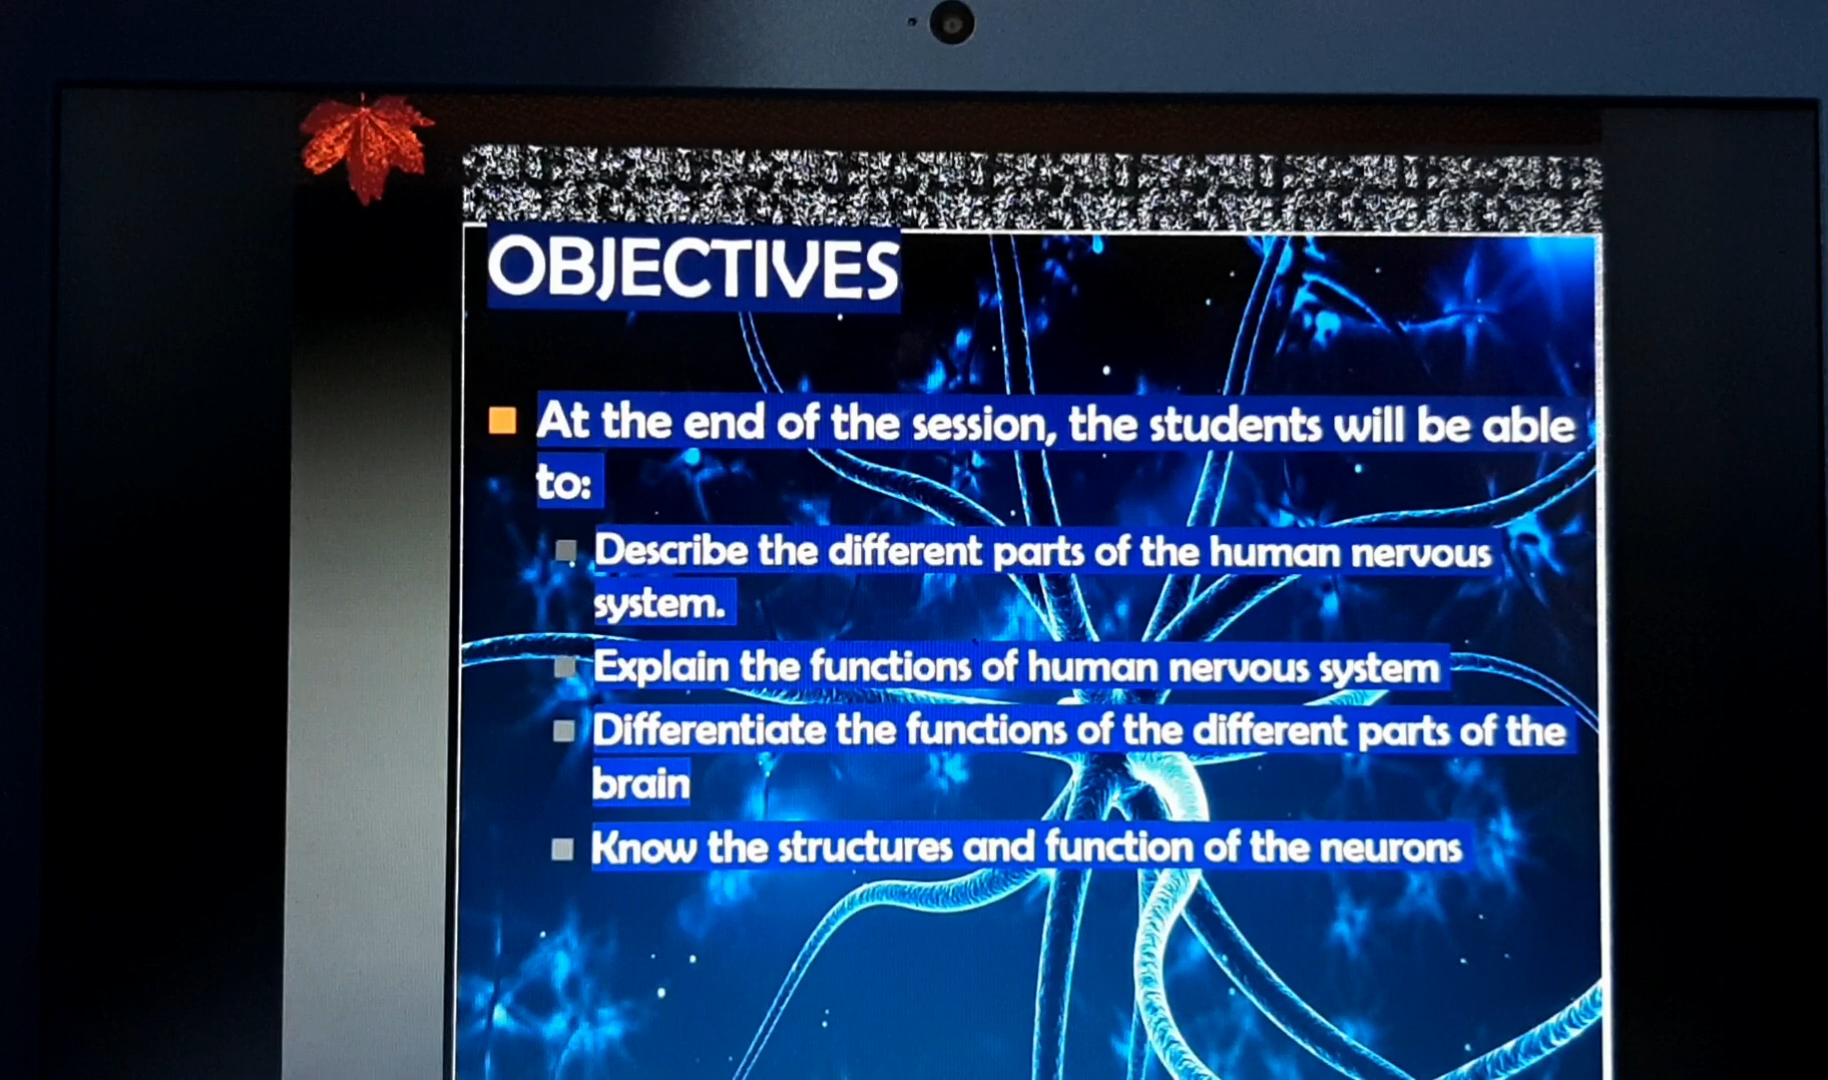 OBJECTIVES
At the end of the session, the students will be able
to:
Describe the different parts of the human nervous
system.
Explain the functions of human nervous system
Differentiate the functions of the different parts of the
brain
Know the structures and function of the neurons